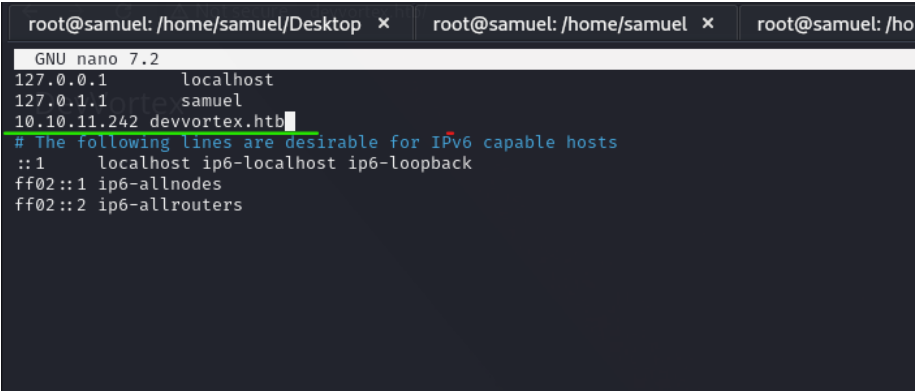 root@samuel: /home/samuel/Desktop × root@samuel: /home/samuel × root@samuel: /ho
GNU nano 7.2
127.0.0.1 localhost
127.0.1.1 samuel
10.10.11.242 devvortex.htb
# The following lines are desirable for IPv6 capable hosts
::1 localhost ip6-localhost ip6-loopback
ff02::1 ip6-allnodes
ff02::2 ip6-allrouters